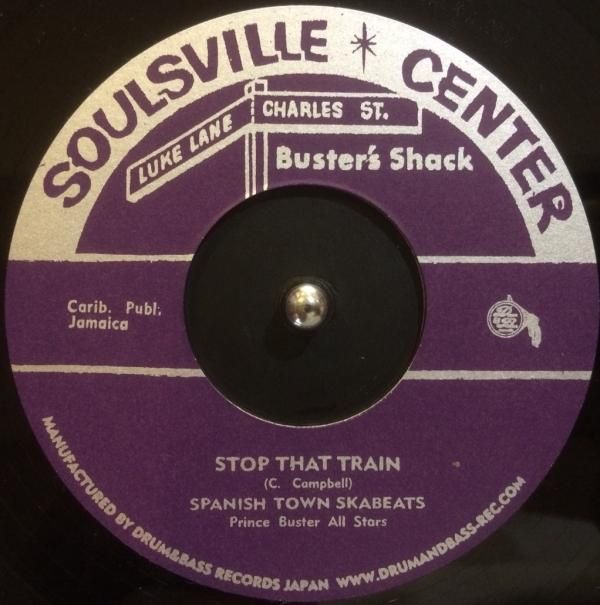 SOULSVILLE * CENTER
LUKE LANE
CHARLES ST.
Buster's Shack
Carib. Publ.
Jamaica
STOP THAT TRAIN
(C. Campbell)
SPANISH TOWN SKABEATS
Prince Buster All Stars
MANUFACTURED BY DRUM&BASS RECORDS JAPAN WWW.DRUMANDBASS-REC.COM